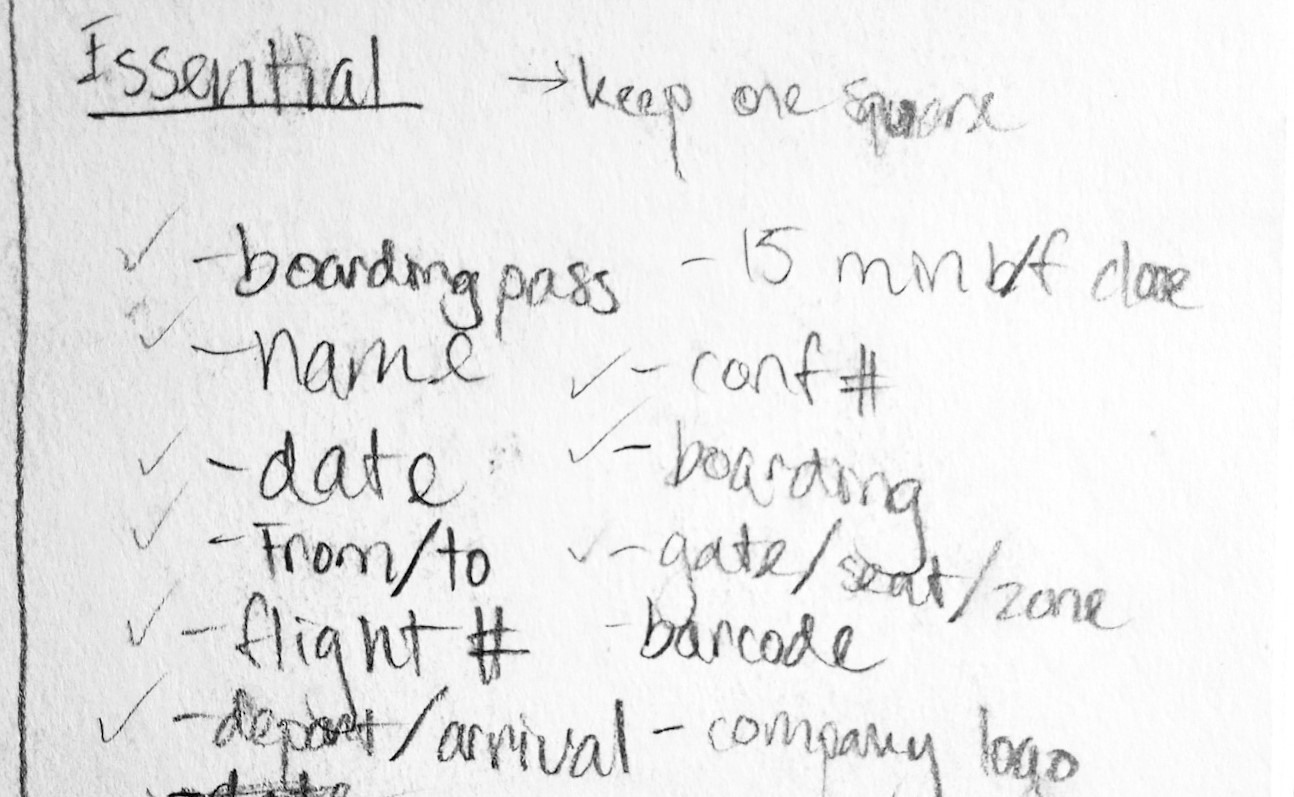 Essential → keep one square
✓ - boarding pass - 15 min b/f close
✓ - name ✓ - conf #
✓ - date ✓ - boarding
✓ - From/to ✓ - gate/seat/zone
✓ - flight # - barcode
✓ - depart/arrival - company logo
- date